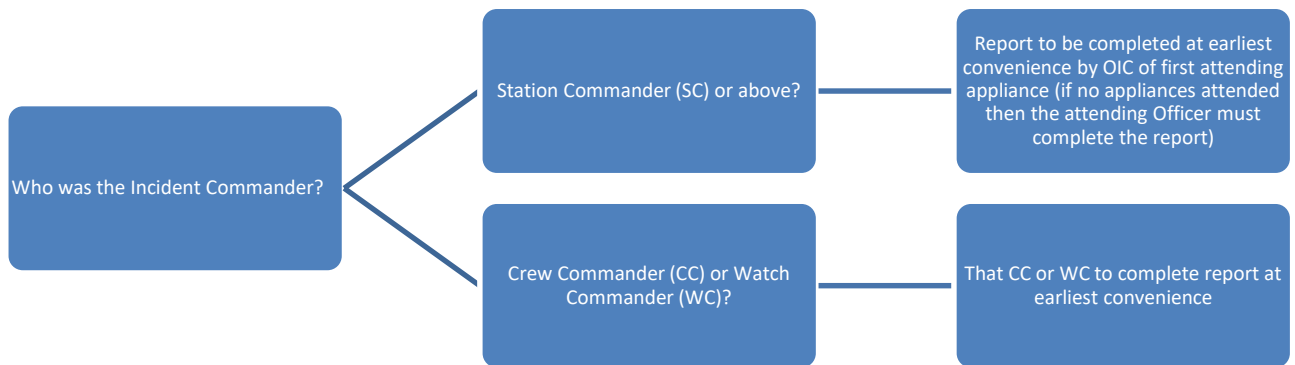 Who was the Incident Commander?
Station Commander (SC) or above?
Report to be completed at earliest
convenience by OIC of first attending
appliance (if no appliances attended
then the attending Officer must
complete the report)
Crew Commander (CC) or Watch
Commander (WC)?
That CC or WC to complete report at
earliest convenience